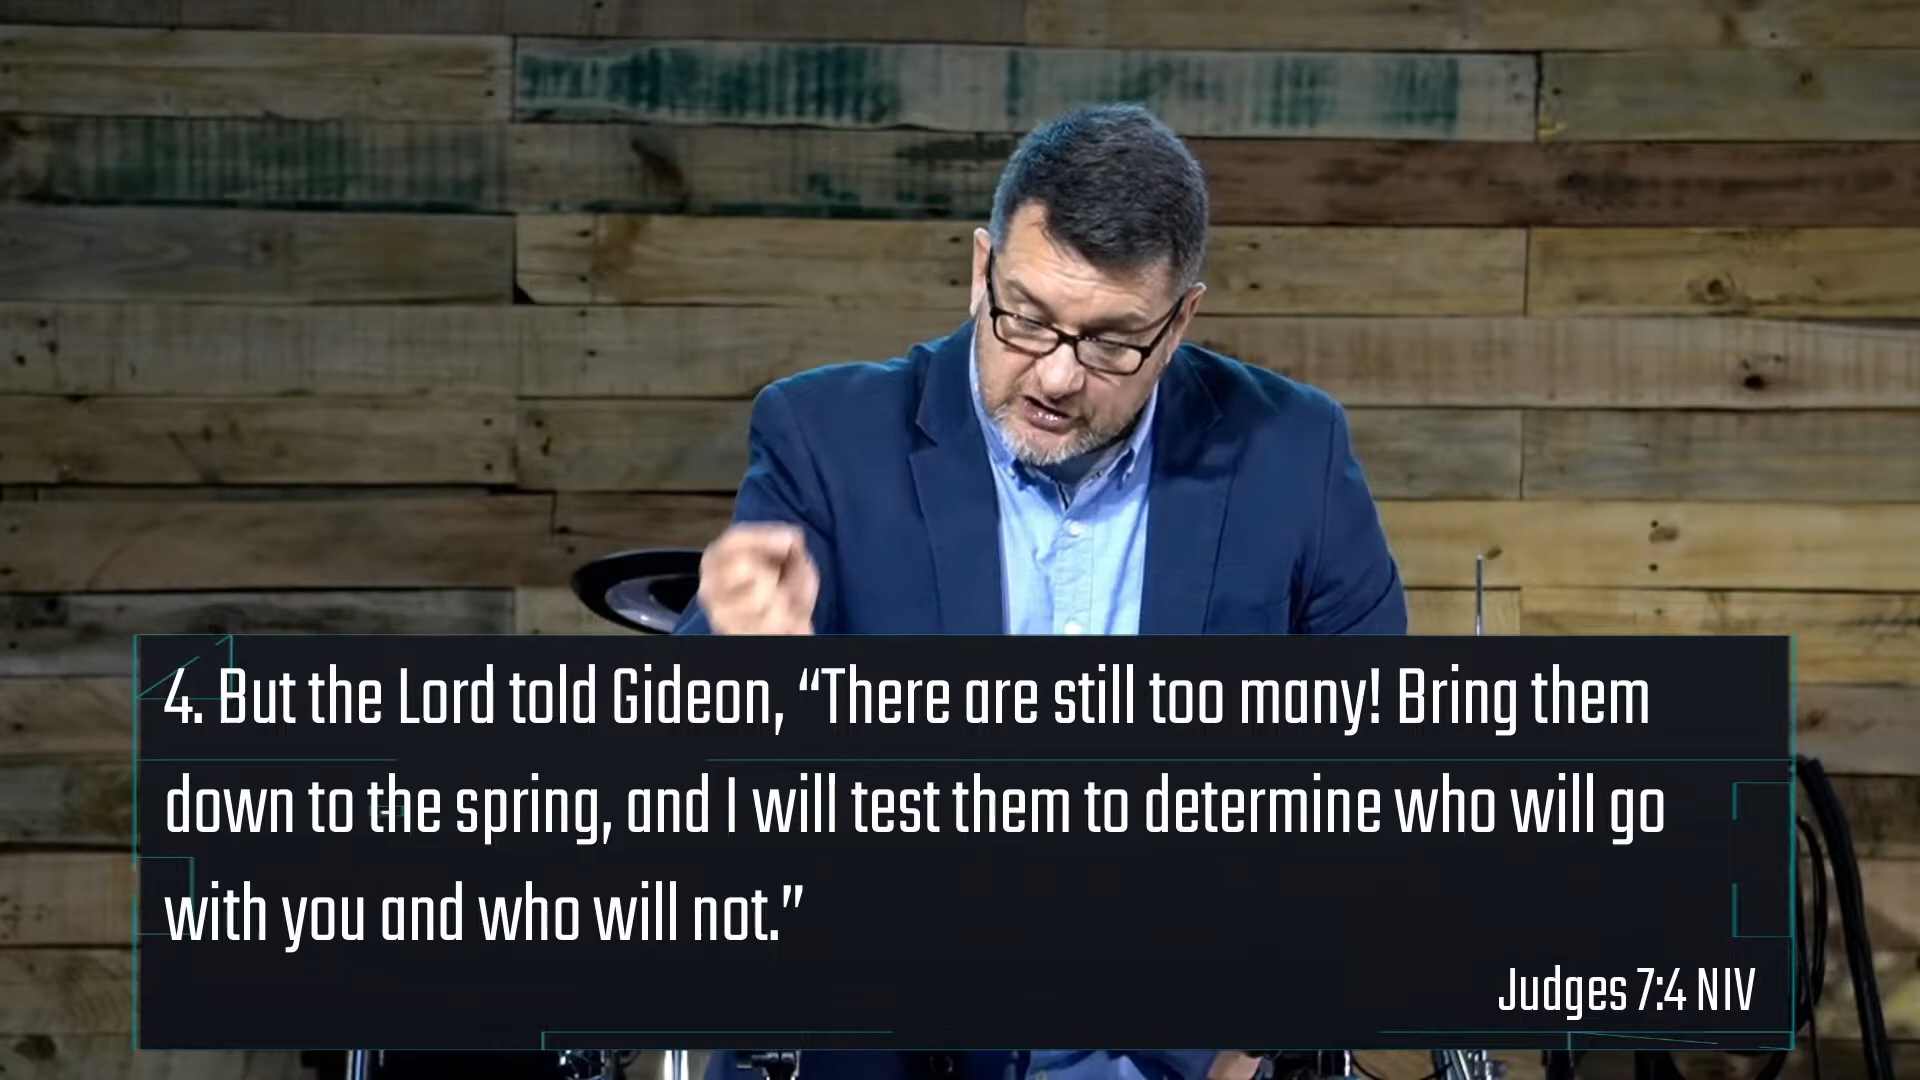 4. But the Lord told Gideon, “There are still too many! Bring them
down to the spring, and I will test them to determine who will go
with you and who will not.”
Judges 7:4 NIV